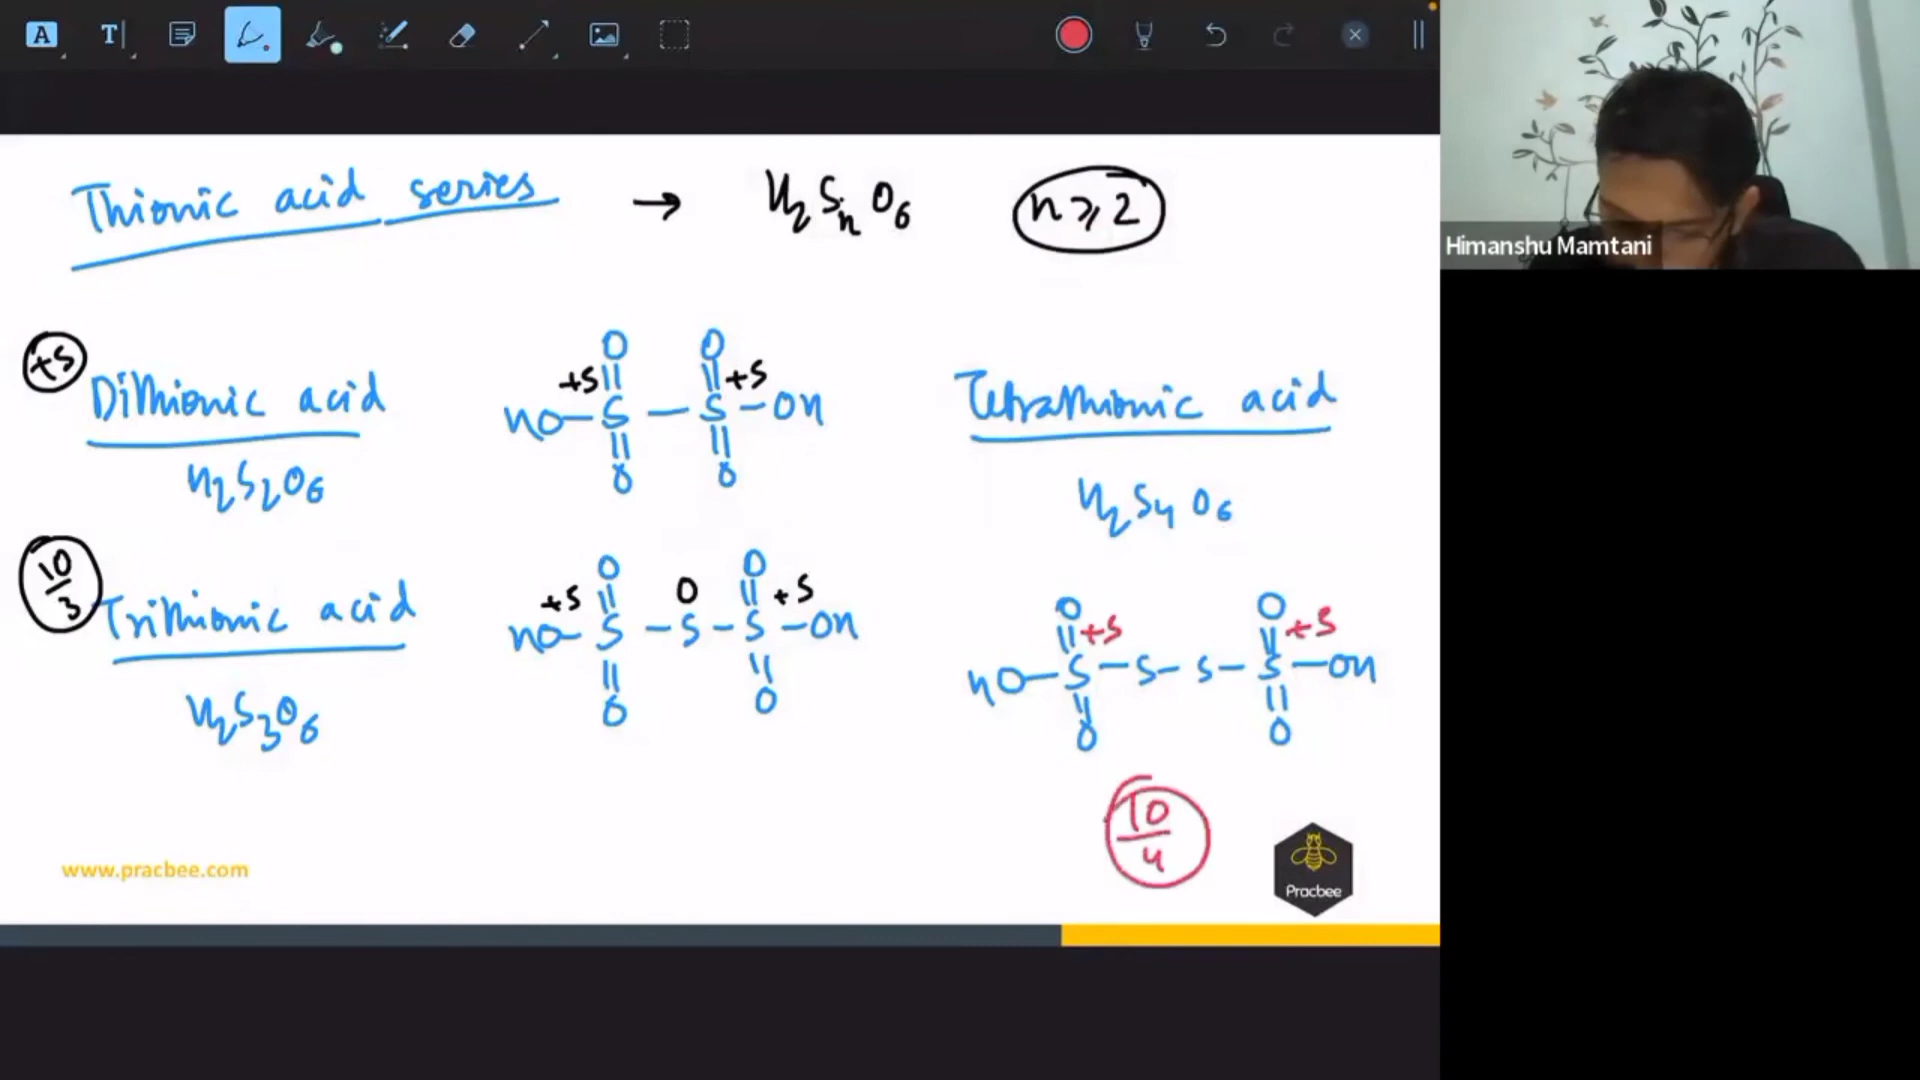 A T
Thionic acid series → H₂SₙO₆ n ⩾ 2
Himanshu Mamtani
+5
Dithionic acid
H₂S₂O₆
O O
+5 +5
HO – S — S – OH
O O
10/3
Trithionic acid
H₂S₃O₆
O O
+5 0 +5
HO – S – S – S – OH
O O
Tetrathionic acid
H₂S₄O₆
O O
+5 +5
HO – S – S – S – S – OH
O O
10/4
www.pracbee.com
Pracbee